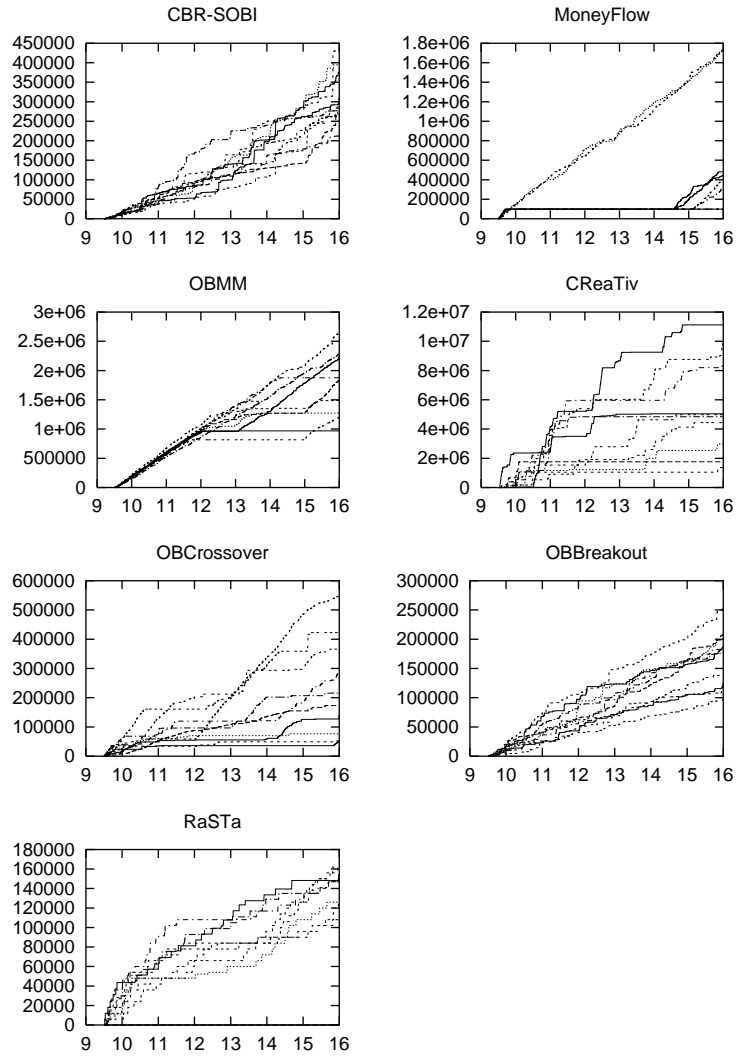 CBR-SOBI
450000
400000
350000
300000
250000
200000
150000
100000
50000
0
9 10 11 12 13 14 15 16
MoneyFlow
1.8e+06
1.6e+06
1.4e+06
1.2e+06
1e+06
800000
600000
400000
200000
0
9 10 11 12 13 14 15 16
OBMM
3e+06
2.5e+06
2e+06
1.5e+06
1e+06
500000
0
9 10 11 12 13 14 15 16
CReaTiv
1.2e+07
1e+07
8e+06
6e+06
4e+06
2e+06
0
9 10 11 12 13 14 15 16
OBCrossover
600000
500000
400000
300000
200000
100000
0
9 10 11 12 13 14 15 16
OBBreakout
300000
250000
200000
150000
100000
50000
0
9 10 11 12 13 14 15 16
RaSTa
180000
160000
140000
120000
100000
80000
60000
40000
20000
0
9 10 11 12 13 14 15 16